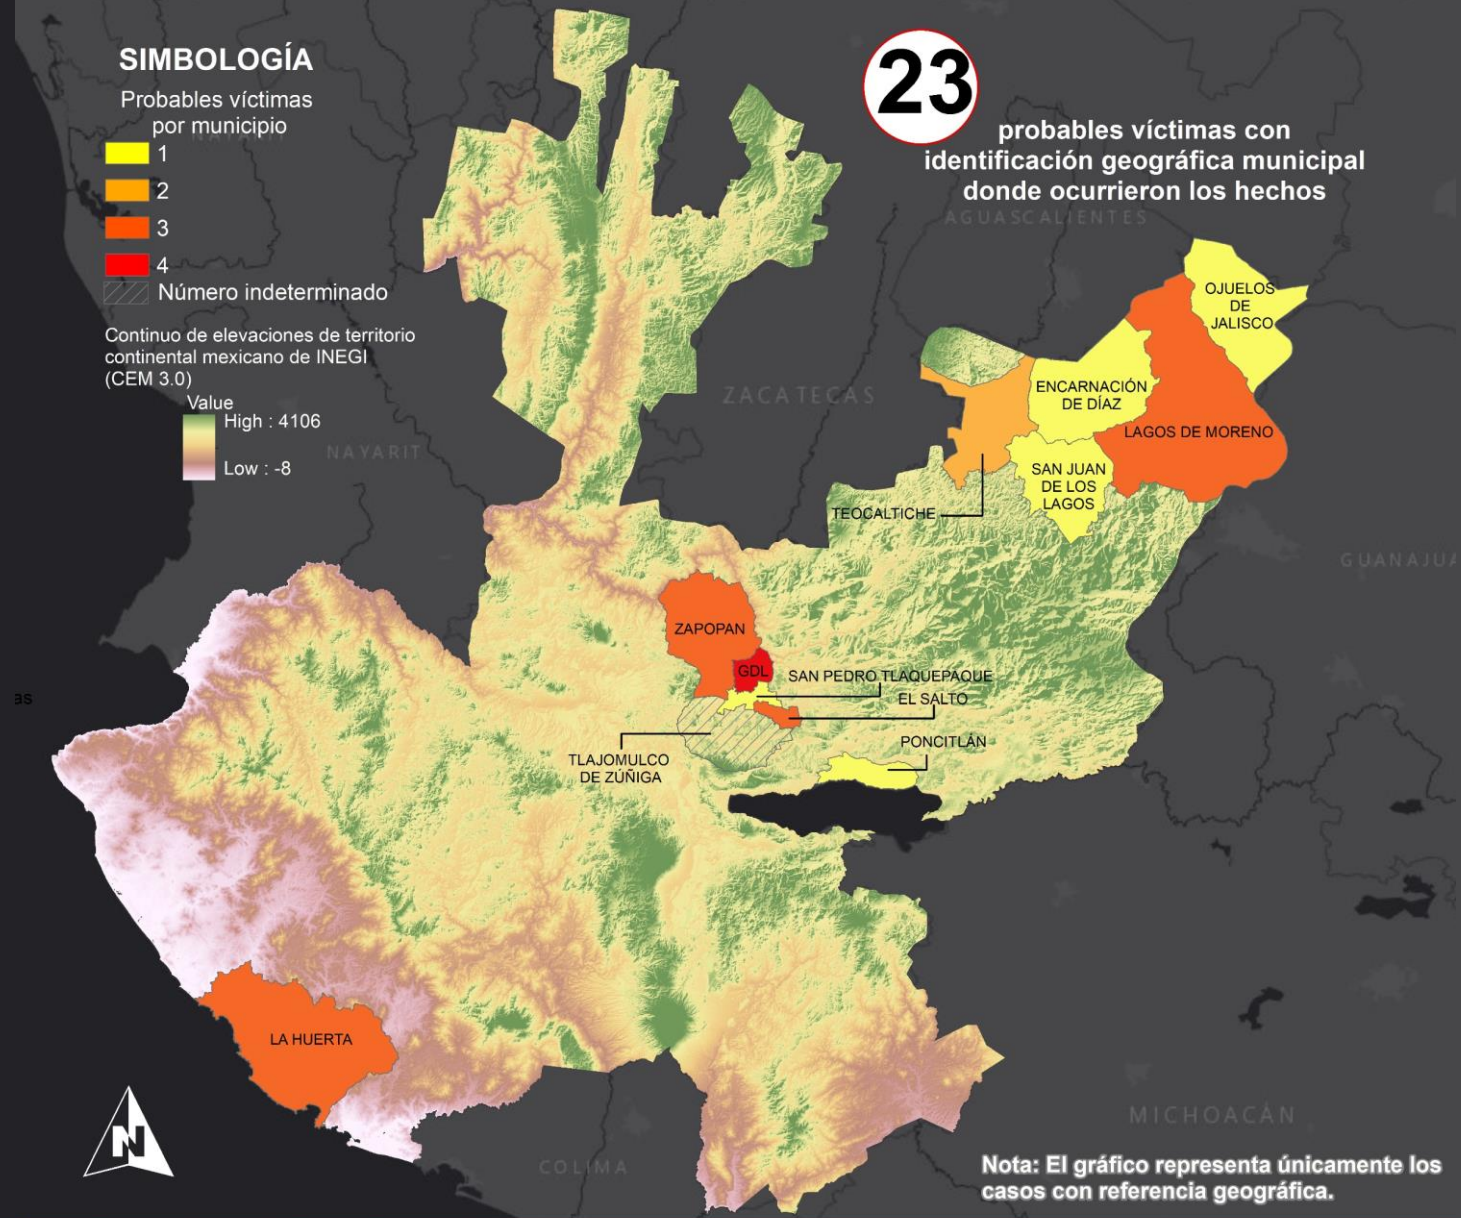 SIMBOLOGÍA
Probables víctimas
por municipio
NAYARIT
1
2
3
4
Número indeterminado
Continuo de elevaciones de territorio
continental mexicano de INEGI
(CEM 3.0)
Value
High : 4106
Low : -8
23
probables víctimas con
identificación geográfica municipal
donde ocurrieron los hechos
AGUASCALIENTES
OJUELOS
DE
JALISCO
ENCARNACIÓN
DE DÍAZ
LAGOS DE MORENO
SAN JUAN
DE LOS
LAGOS
TEOCALTICHE
ZACATECAS
NAYARIT
GUANAJUA
ZAPOPAN
GDL
SAN PEDRO TLAQUEPAQUE
EL SALTO
as
PONCITLÁN
TLAJOMULCO
DE ZÚÑIGA
LA HUERTA
N
MICHOACÁN
COLIMA
Nota: El gráfico representa únicamente los
casos con referencia geográfica.